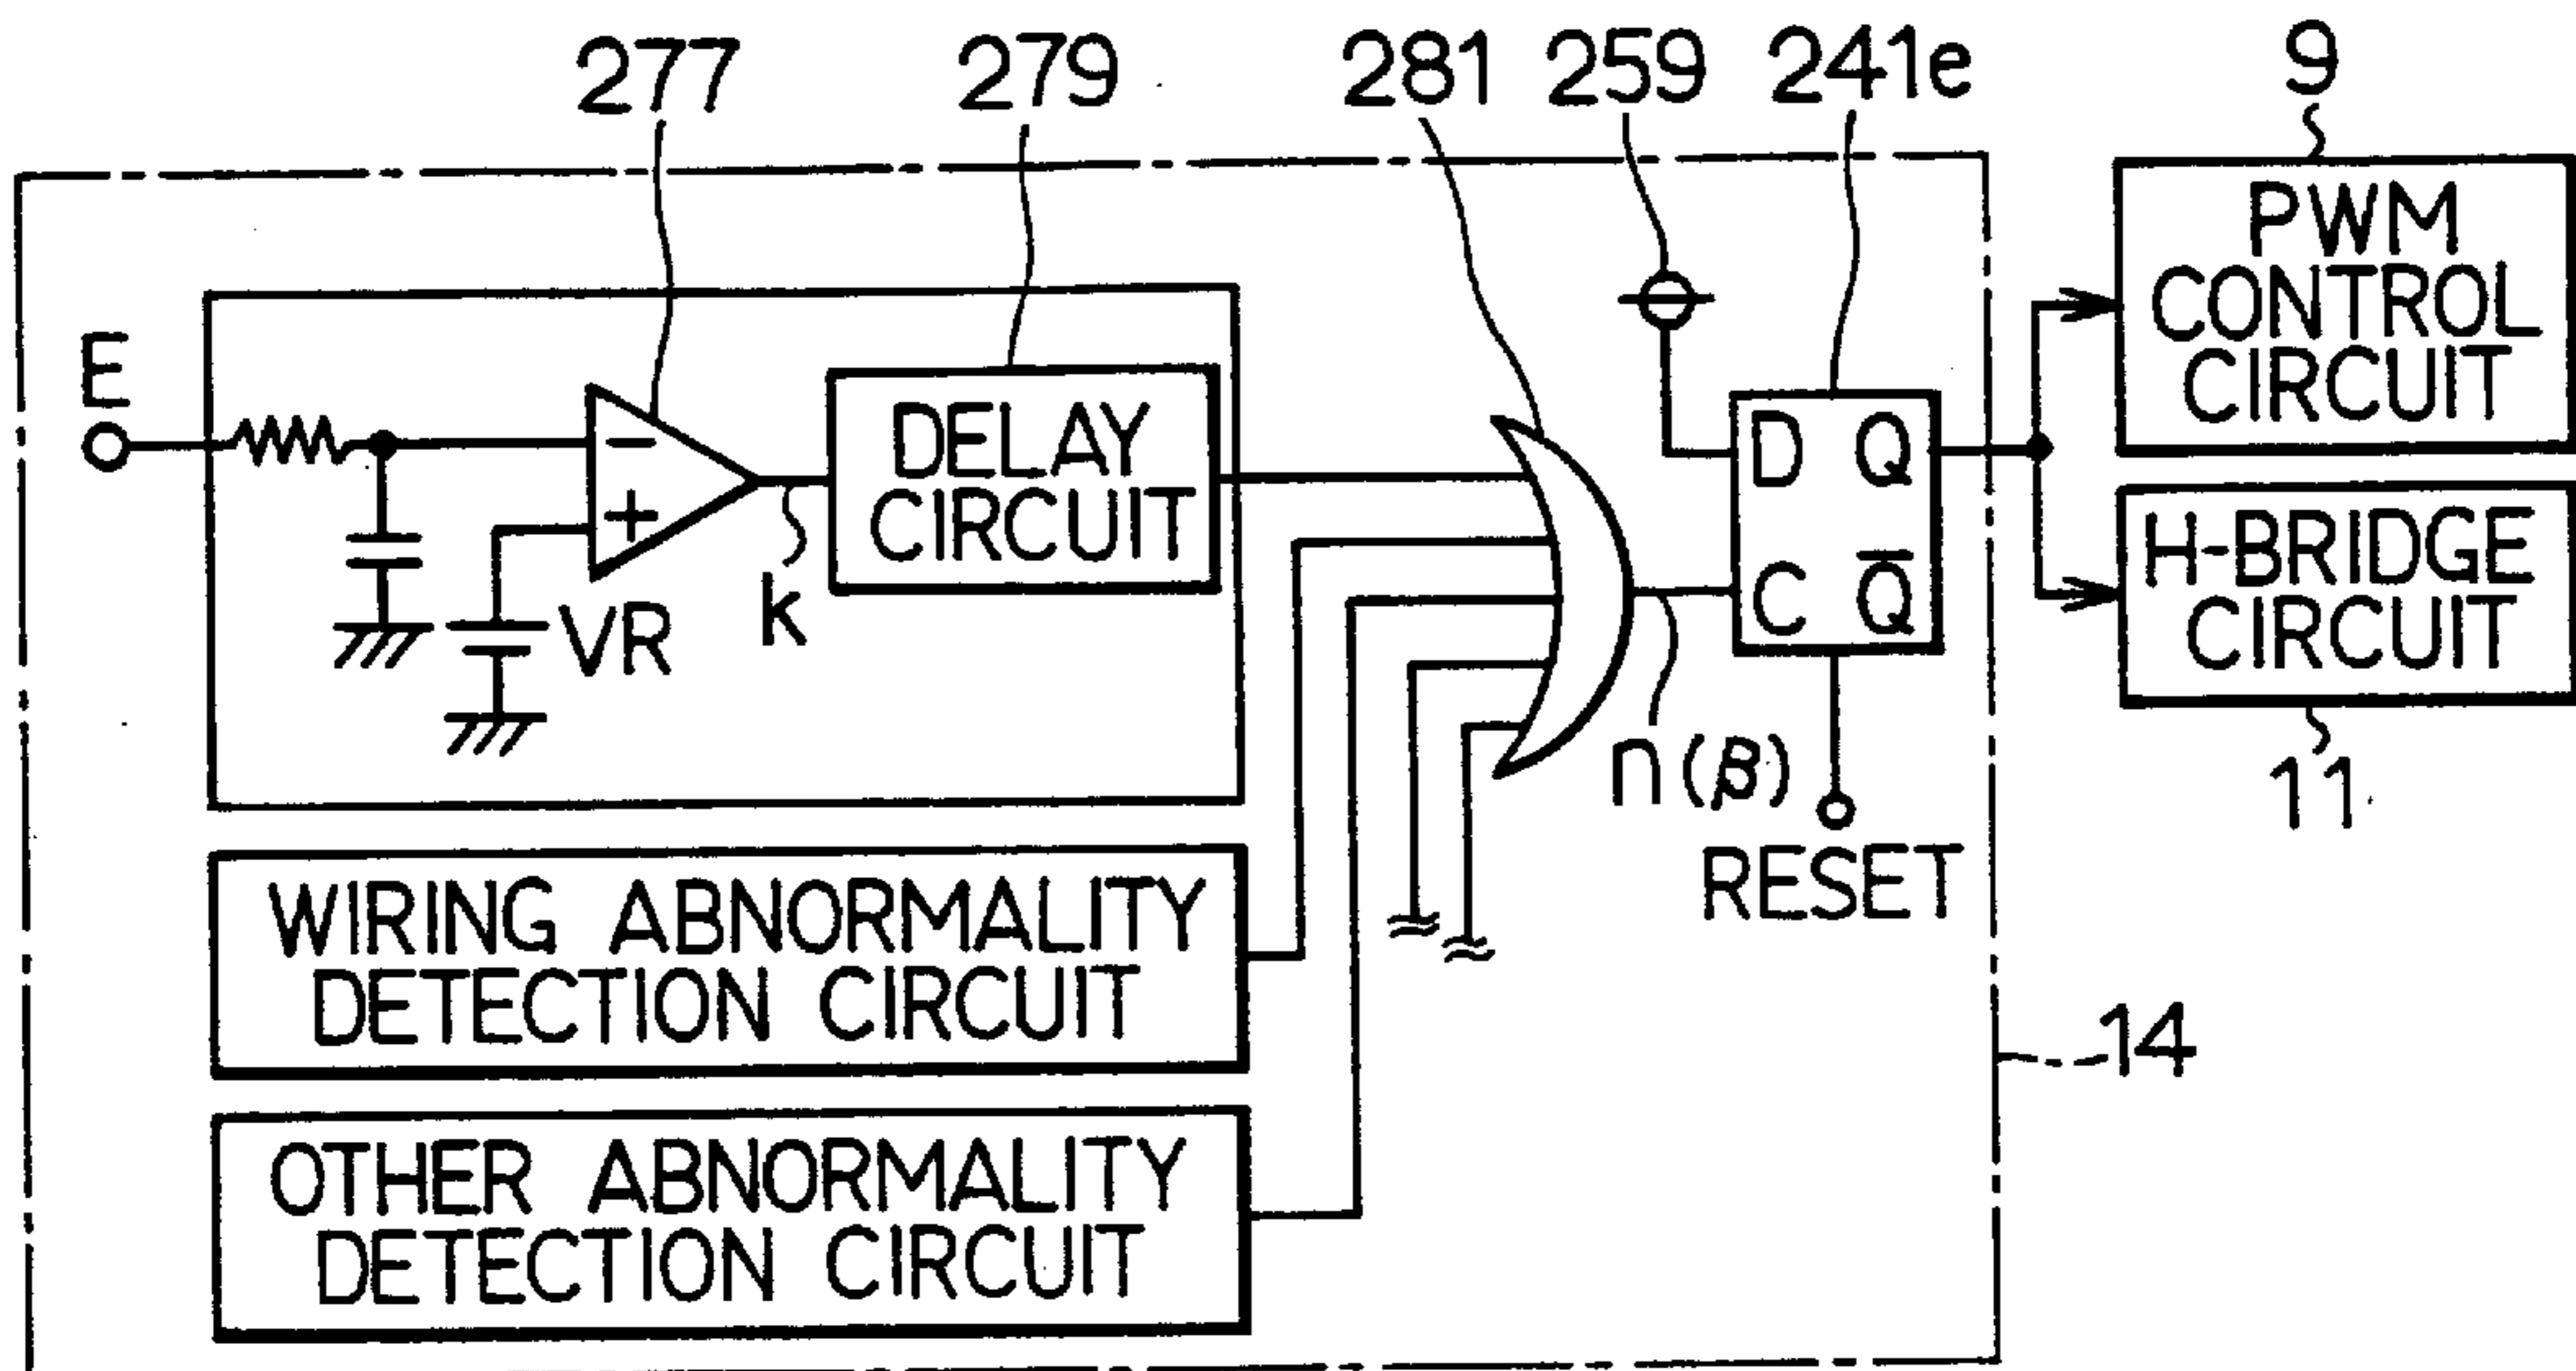 277
279
281
259
241e
9
PWM
CONTROL
CIRCUIT
E
−
+
DELAY
CIRCUIT
D Q
C Q̅
H-BRIDGE
CIRCUIT
VR
k
n(β)
11
RESET
WIRING ABNORMALITY
DETECTION CIRCUIT
14
OTHER ABNORMALITY
DETECTION CIRCUIT